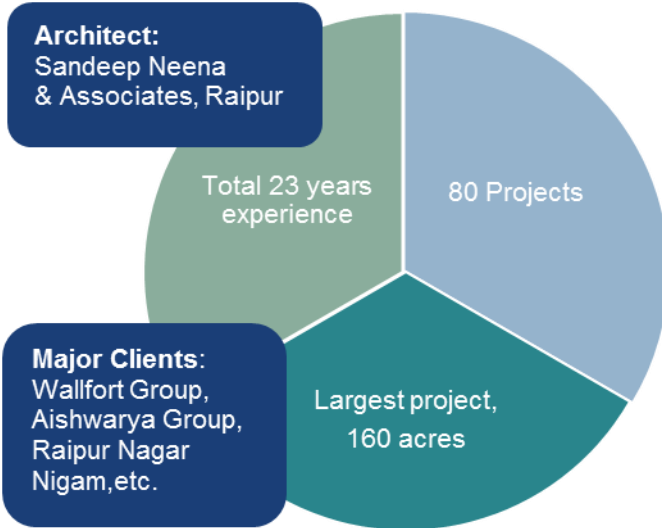 Architect:
Sandeep Neena
& Associates, Raipur
Total 23 years
experience
80 Projects
Major Clients:
Wallfort Group,
Aishwarya Group,
Raipur Nagar
Nigam,etc.
Largest project,
160 acres